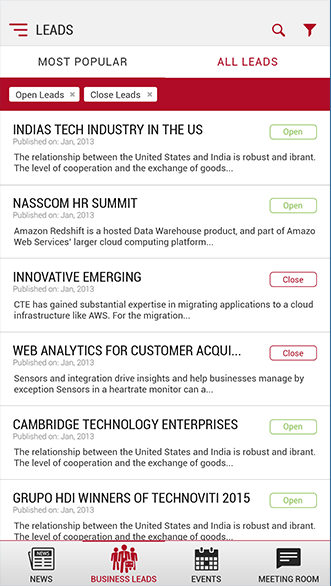 LEADS
MOST POPULAR
ALL LEADS
Open Leads ×
Close Leads ×
INDIAS TECH INDUSTRY IN THE US
Open
Published on: Jan, 2013
The relationship between the United States and India is robust and ibrant.
The level of cooperation and the exchange of goods...
NASSCOM HR SUMMIT
Open
Published on: Jan, 2013
Amazon Redshift is a hosted Data Warehouse product, and part of Amazo
Web Services' larger cloud computing platform...
INNOVATIVE EMERGING
Close
Published on: Jan, 2013
CTE has gained substantial expertise in migrating applications to a cloud
infrastructure like AWS. For the migration...
WEB ANALYTICS FOR CUSTOMER ACQUI...
Close
Published on: Jan, 2013
Sensors and integration drive insights and help businesses manage by
exception Sensors in a heartrate monitor can a...
CAMBRIDGE TECHNOLOGY ENTERPRISES
Open
Published on: Jan, 2013
The relationship between the United States and India is robust and ibrant.
The level of cooperation and the exchange of goods...
GRUPO HDI WINNERS OF TECHNOVITI 2015
Open
Published on: Jan, 2013
The relationship between the United States and India is robust and ibrant.
The level of cooperation and the exchange of goods...
NEWS
NEWS
BUSINESS LEADS
EVENTS
MEETING ROOM